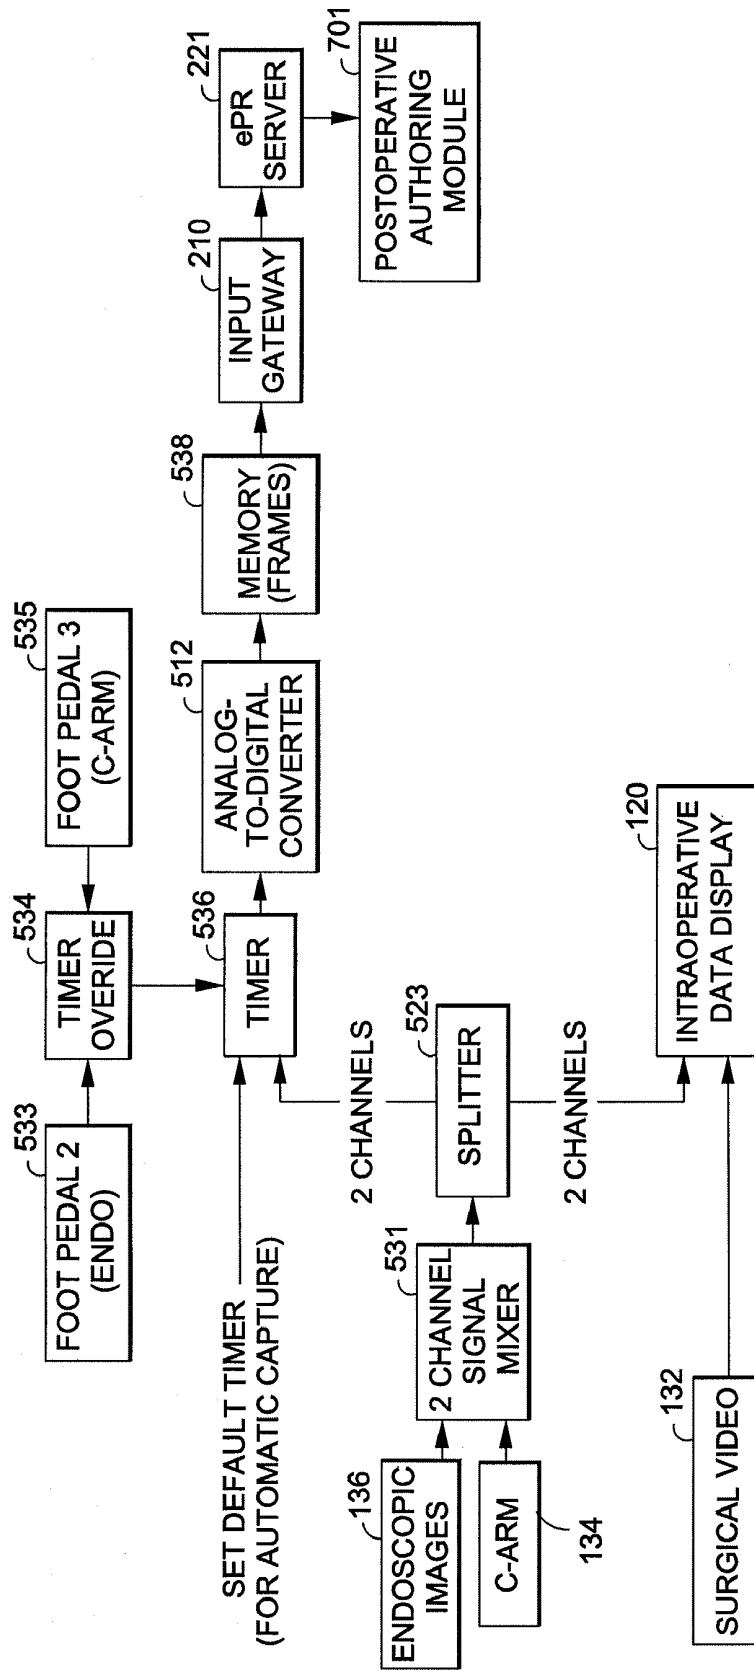 533
FOOT PEDAL 2
(ENDO)
534
TIMER
OVERIDE
535
FOOT PEDAL 3
(C-ARM)
SET DEFAULT TIMER
(FOR AUTOMATIC CAPTURE)
536
TIMER
512
ANALOG-
TO-DIGITAL
CONVERTER
538
MEMORY
(FRAMES)
210
INPUT
GATEWAY
221
ePR
SERVER
701
POSTOPERATIVE
AUTHORING
MODULE
2 CHANNELS
136
ENDOSCOPIC
IMAGES
C-ARM
134
531
2 CHANNEL
SIGNAL
MIXER
523
SPLITTER
2 CHANNELS
132
SURGICAL VIDEO
120
INTRAOPERATIVE
DATA DISPLAY